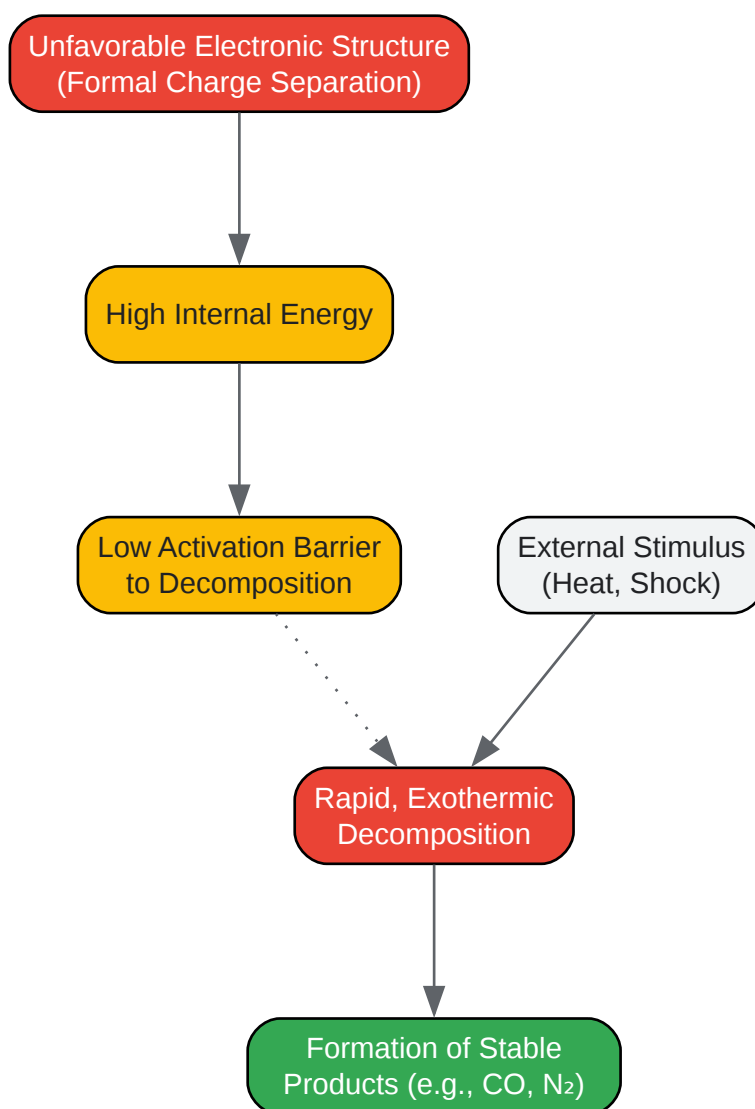 Unfavorable Electronic Structure
(Formal Charge Separation)
High Internal Energy
Low Activation Barrier
to Decomposition
External Stimulus
(Heat, Shock)
Rapid, Exothermic
Decomposition
Formation of Stable
Products (e.g., CO, N₂)